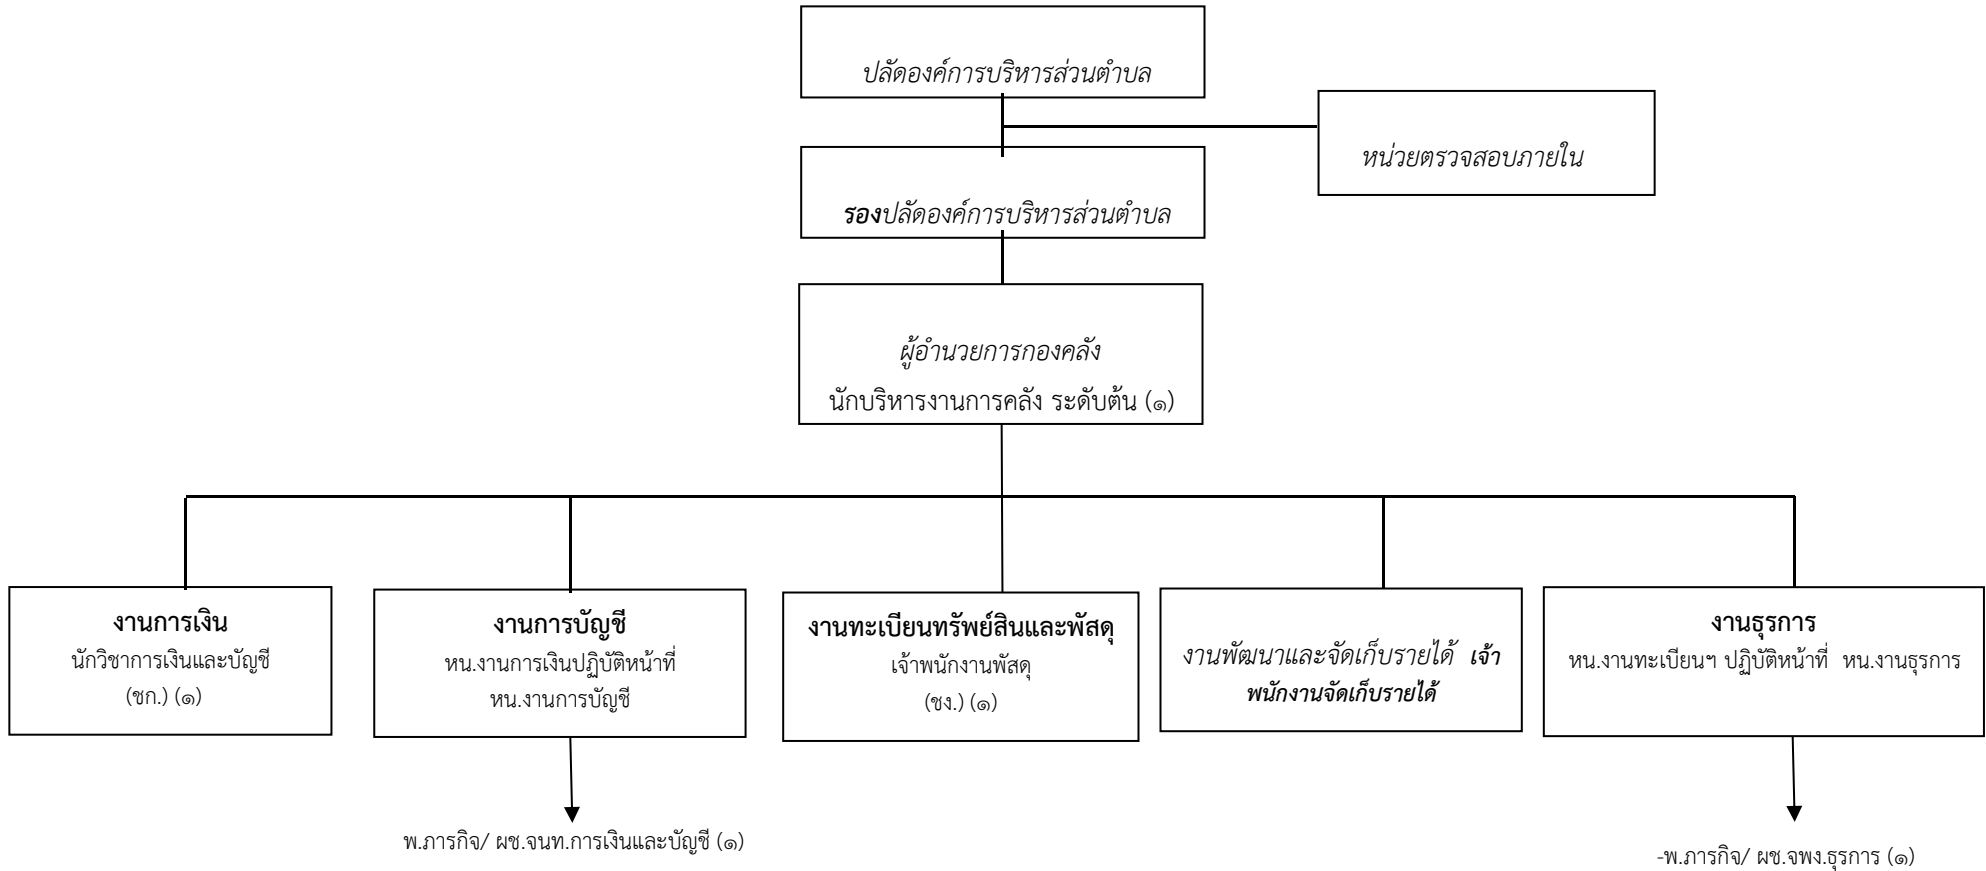 ปลัดองค์การบริหารส่วนตำบล
หน่วยตรวจสอบภายใน
รองปลัดองค์การบริหารส่วนตำบล
ผู้อำนวยการกองคลัง
นักบริหารงานการคลัง ระดับต้น (๑)
งานการเงิน
นักวิชาการเงินและบัญชี
(ชก.) (๑)
งานการบัญชี
หน.งานการเงินปฏิบัติหน้าที่
หน.งานการบัญชี
งานทะเบียนทรัพย์สินและพัสดุ
เจ้าพนักงานพัสดุ
(ชง.) (๑)
งานพัฒนาและจัดเก็บรายได้ เจ้า
พนักงานจัดเก็บรายได้
งานธุรการ
หน.งานทะเบียนฯ ปฏิบัติหน้าที่ หน.งานธุรการ
พ.ภารกิจ/ ผช.จนท.การเงินและบัญชี (๑)
-พ.ภารกิจ/ ผช.จพง.ธุรการ (๑)